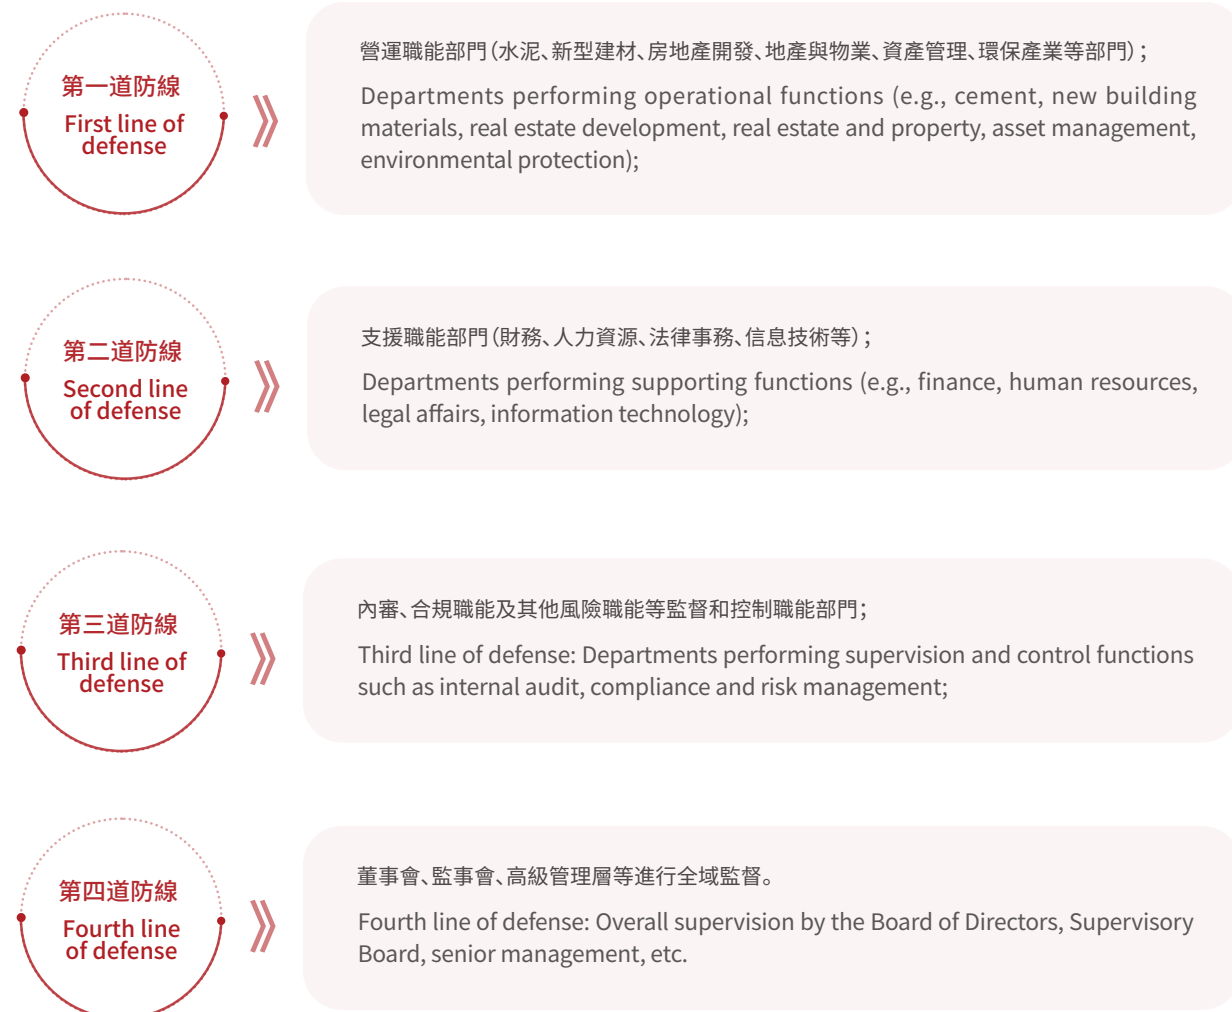 第一道防線
First line of
defense
營運職能部門(水泥、新型建材、房地產開發、地產與物業、資產管理、環保產業等部門);
Departments performing operational functions (e.g., cement, new building
materials, real estate development, real estate and property, asset management,
environmental protection);
第二道防線
Second line
of defense
支援職能部門(財務、人力資源、法律事務、信息技術等);
Departments performing supporting functions (e.g., finance, human resources,
legal affairs, information technology);
第三道防線
Third line of
defense
內審、合規職能及其他風險職能等監督和控制職能部門;
Third line of defense: Departments performing supervision and control functions
such as internal audit, compliance and risk management;
第四道防線
Fourth line
of defense
董事會、監事會、高級管理層等進行全域監督。
Fourth line of defense: Overall supervision by the Board of Directors, Supervisory
Board, senior management, etc.